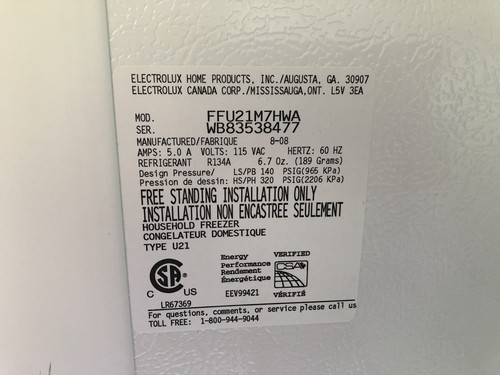 ELECTROLUX HOME PRODUCTS, INC./AUGUSTA, GA. 30907
ELECTROLUX CANADA CORP./MISSISSAUGA,ONT. L5V 3EA
MOD. FFU21M7HWA
SER. WB83538477
MANUFACTURED/FABRIQUE 8-08
AMPS: 5.0 A VOLTS: 115 VAC HERTZ: 60 HZ
REFRIGERANT R134A 6.7 Oz. (189 Grams)
Design Pressure/ LS/PB 140 PSIG(965 KPa)
Pression de dessin: HS/PH 320 PSIG(2206 KPa)
FREE STANDING INSTALLATION ONLY
INSTALLATION NON ENCASTREE SEULEMENT
HOUSEHOLD FREEZER
CONGELATEUR DOMESTIQUE
TYPE U21
Energy VERIFIED
Performance
Rendement
Énergétique
CSA
C US
EEV99421 VÉRIFIÉ
LR67369
For questions, comments, or service please call us
TOLL FREE: 1-800-944-9044